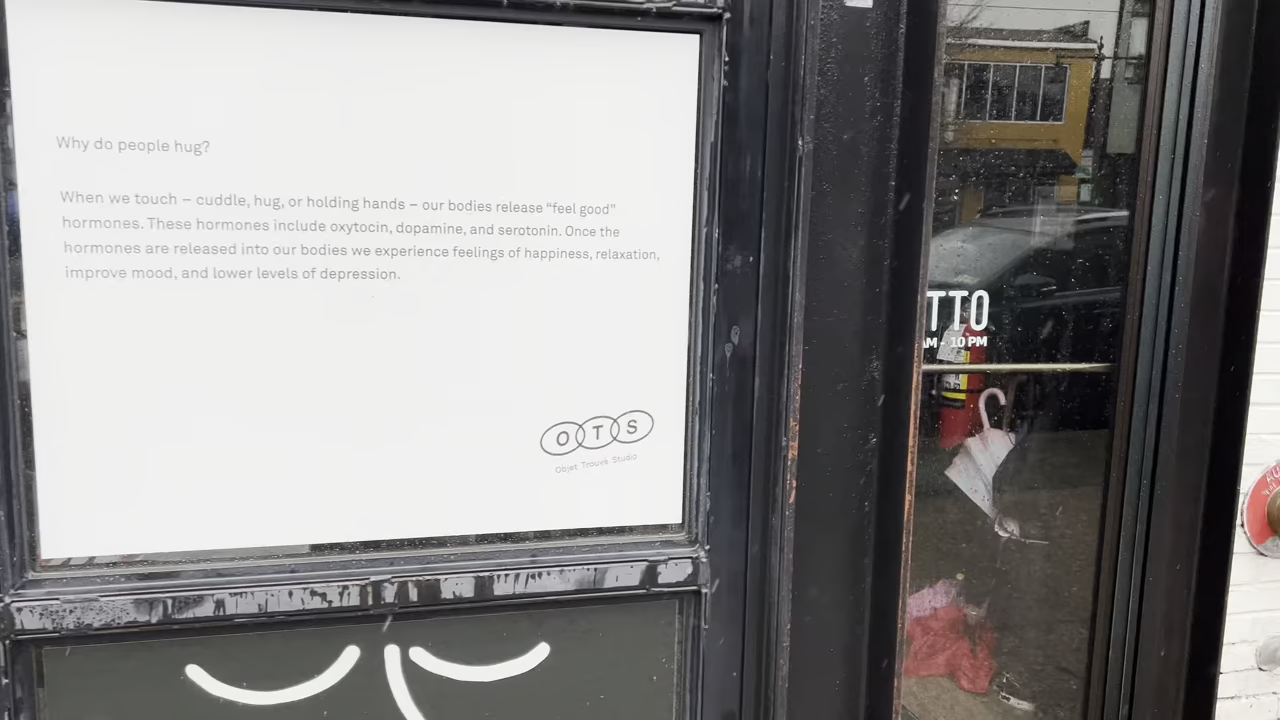 Why do people hug?
When we touch – cuddle, hug, or holding hands – our bodies release “feel good”
hormones. These hormones include oxytocin, dopamine, and serotonin. Once the
hormones are released into our bodies we experience feelings of happiness, relaxation,
improve mood, and lower levels of depression.
OTS
Objet Trouvé Studio
TTO
AM - 10 PM